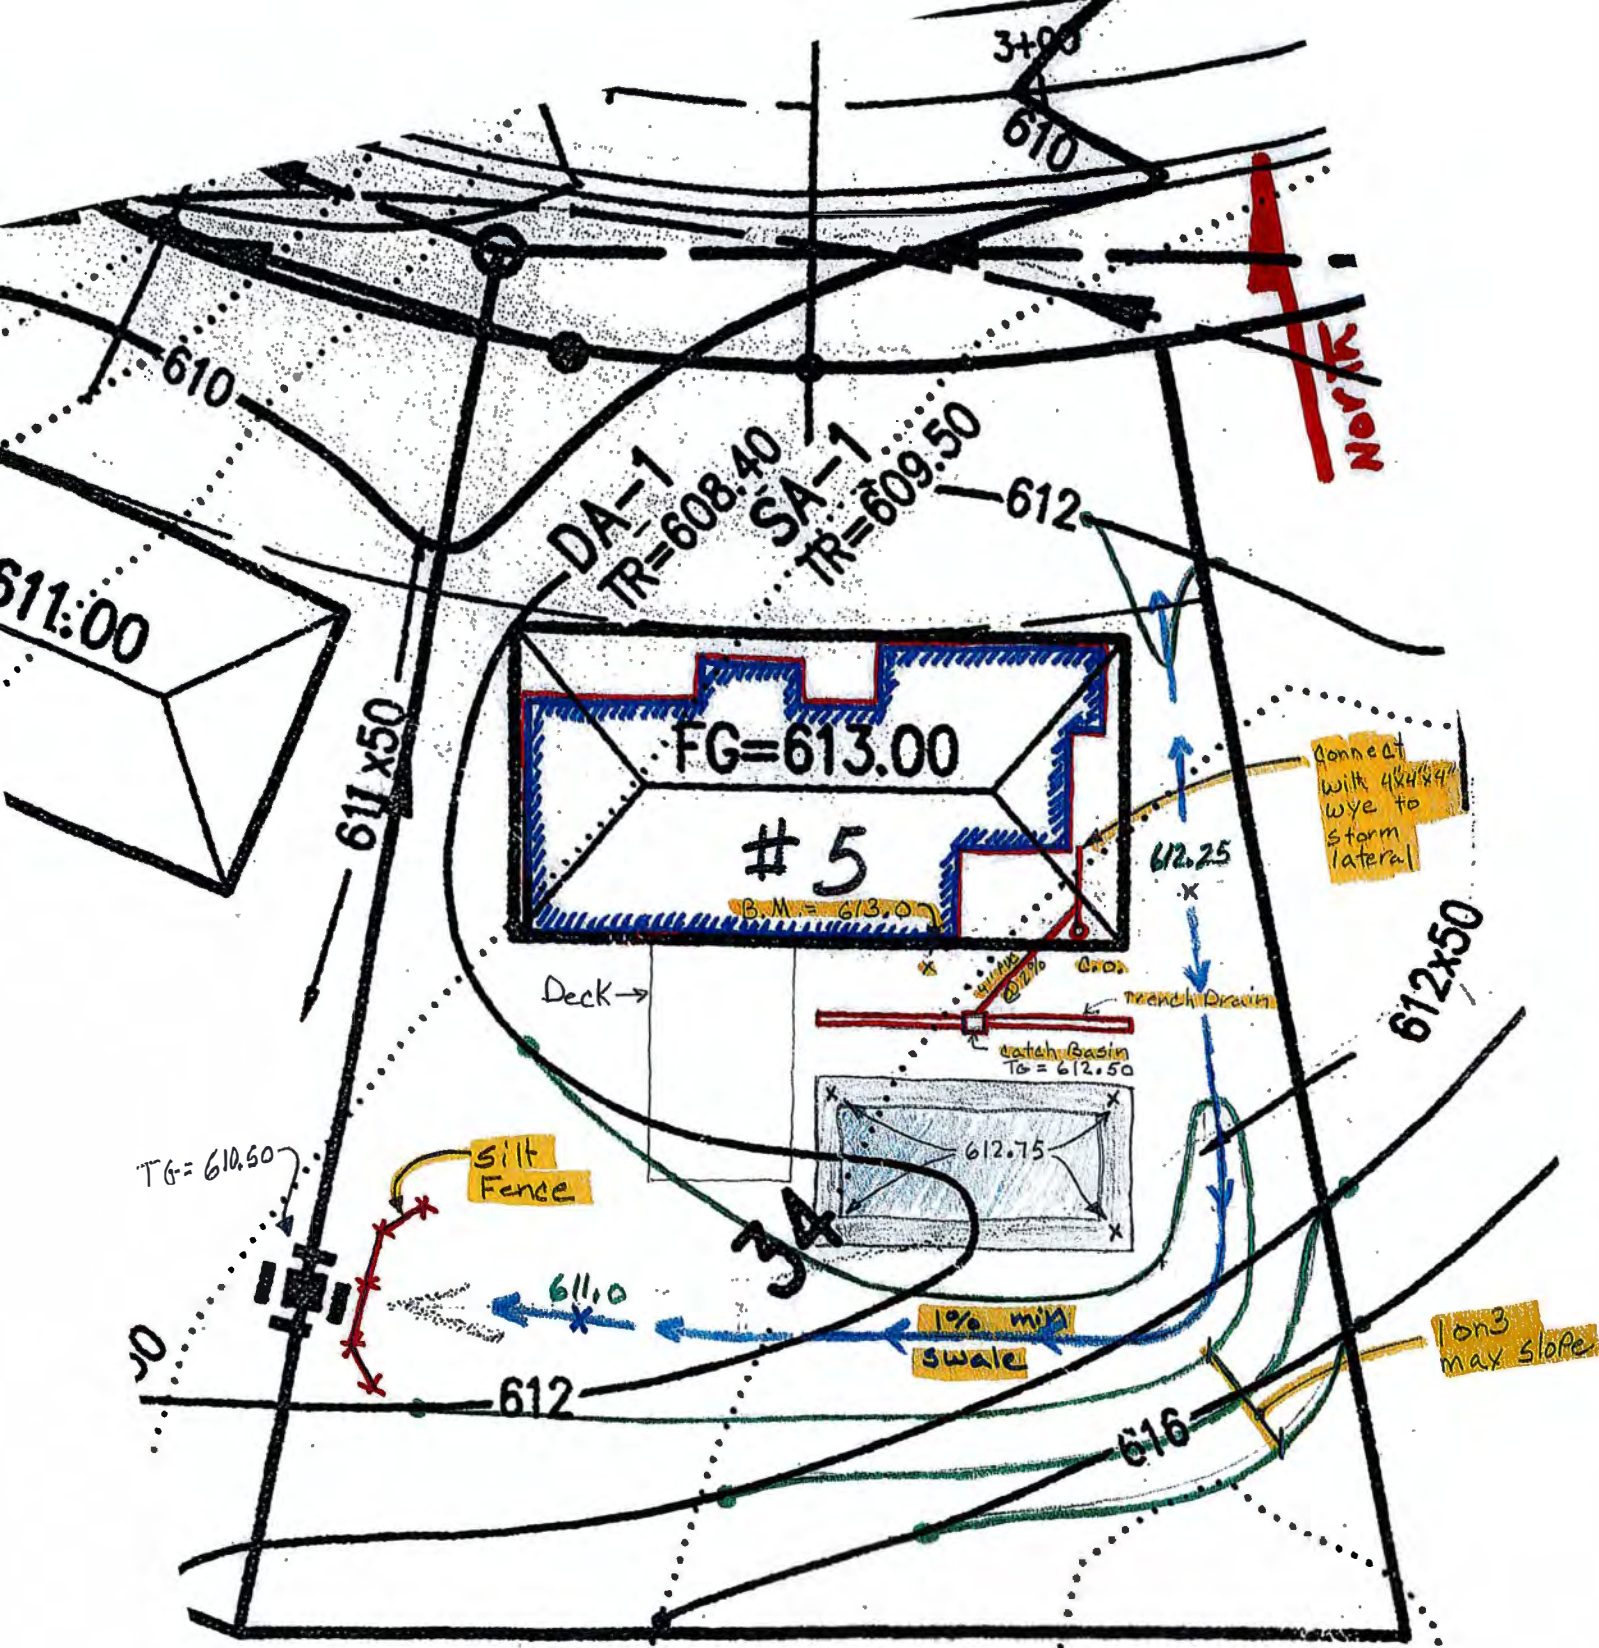 3+00
610
North
610
DA-1
TR=608.40
SA-1
TR=609.50
612
611.00
611x50
FG=613.00
# 5
B.M. = 613.0
Connect
with 4"x4"x4"
wye to
storm
lateral
612.25
x
612x50
x
4" PVC
@ 2%
C.O.
Deck
Trench Drain
Catch Basin
TG = 612.50
612.75
TG= 610.50
Silt
Fence
34
611.0
1% min
swale
1 on 3
max slope
612
616